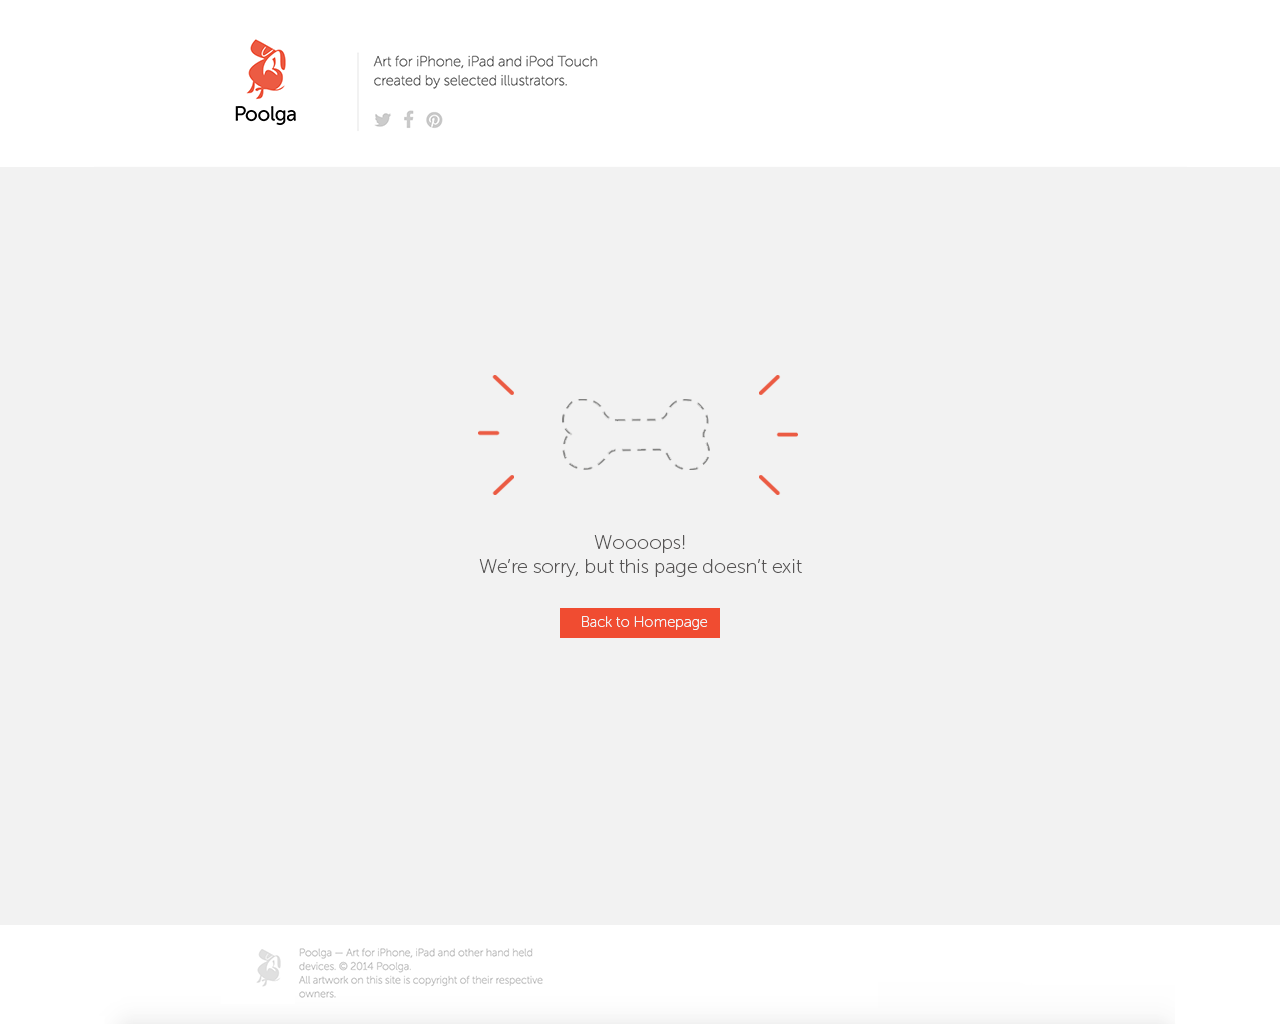 Poolga
Art for iPhone, iPad and iPod Touch
created by selected illustrators.
Woooops!
We're sorry, but this page doesn't exit
Back to Homepage
Poolga — Art for iPhone, iPad and other hand held
devices. © 2014 Poolga.
All artwork on this site is copyright of their respective
owners.